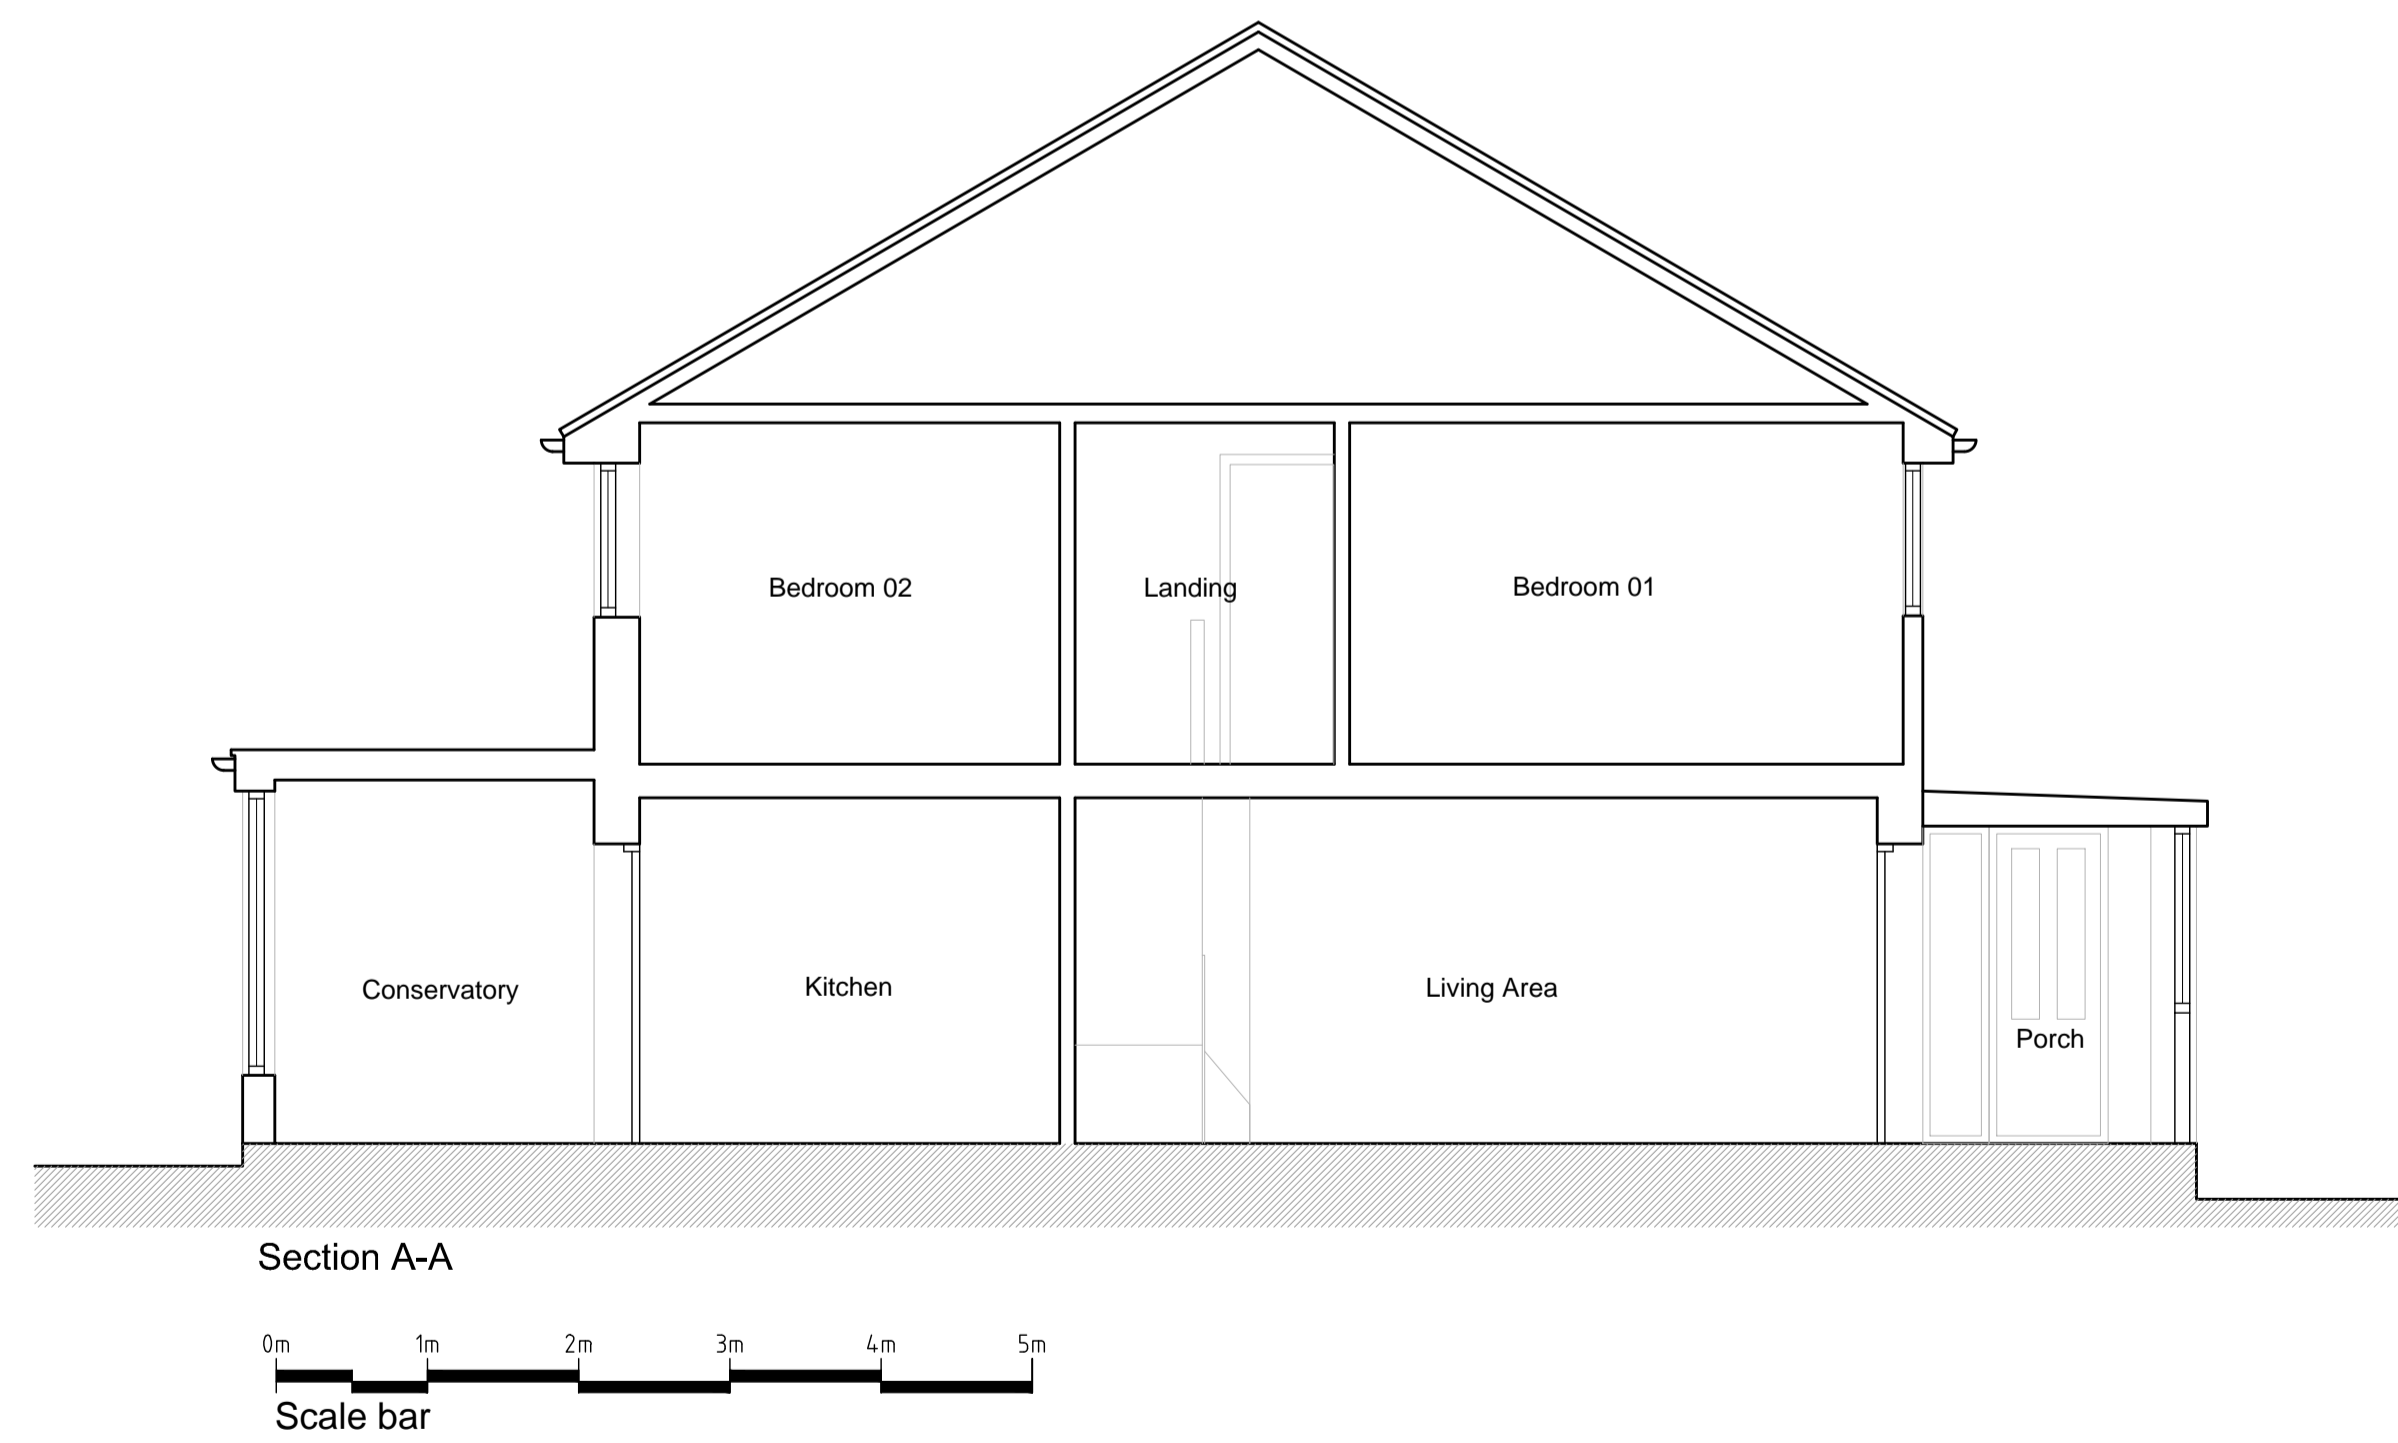 Bedroom 02
Landing
Bedroom 01
Conservatory
Kitchen
Living Area
Porch
Section A-A
0m 1m 2m 3m 4m 5m
Scale bar